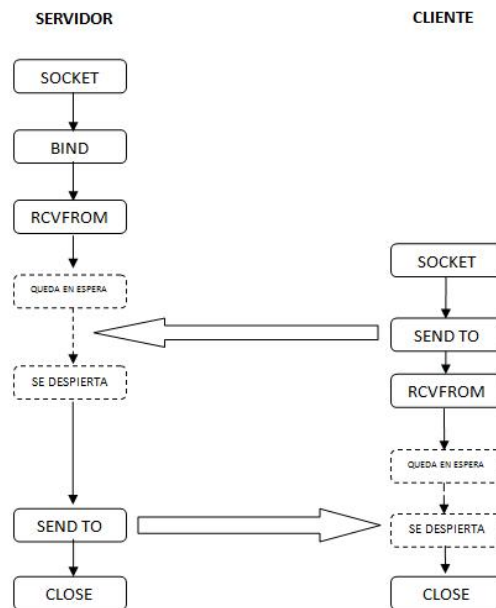 SERVIDOR
CLIENTE
SOCKET
BIND
RCVFROM
QUEDA EN ESPERA
SE DESPIERTA
SEND TO
CLOSE
SOCKET
SEND TO
RCVFROM
QUEDA EN ESPERA
SE DESPIERTA
CLOSE